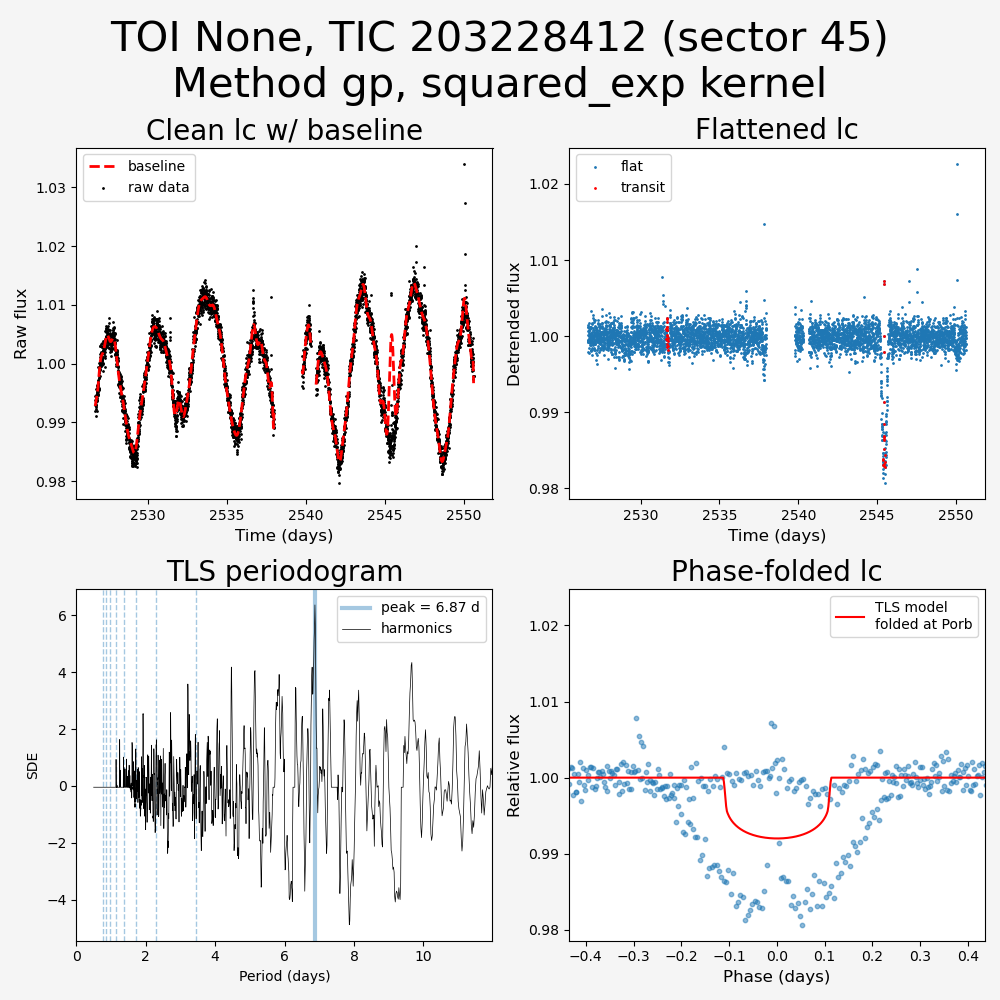 TOI None, TIC 203228412 (sector 45)
Method gp, squared_exp kernel
Clean lc w/ baseline
baseline
raw data
1.03
1.02
1.01
1.00
0.99
0.98
Raw flux
2530
2535
2540
2545
2550
Time (days)
Flattened lc
flat
transit
1.02
1.01
1.00
0.99
0.98
Detrended flux
2530
2535
2540
2545
2550
Time (days)
TLS periodogram
peak = 6.87 d
harmonics
6
4
2
0
−2
−4
SDE
0
2
4
6
8
10
Period (days)
Phase-folded lc
TLS model
folded at Porb
1.02
1.01
1.00
0.99
0.98
Relative flux
−0.4
−0.3
−0.2
−0.1
0.0
0.1
0.2
0.3
0.4
Phase (days)